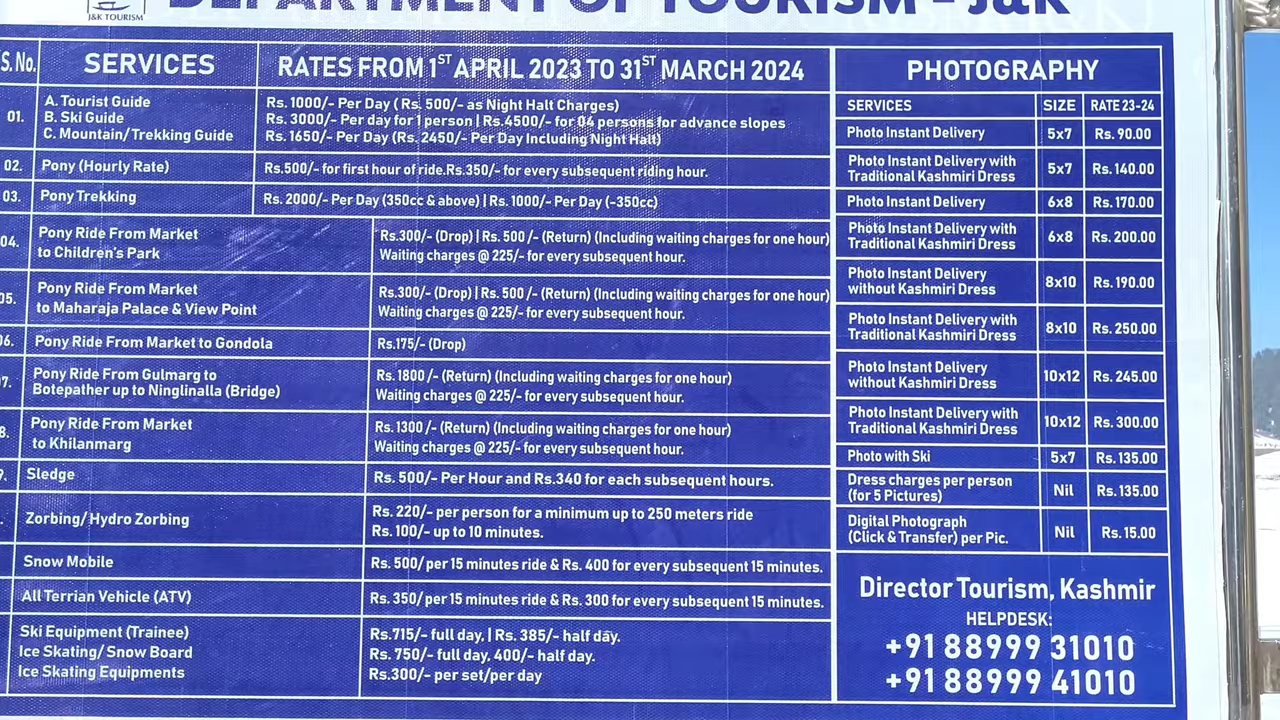 DEPARTMENT OF TOURISM - J&K
J&K TOURISM
S. No. SERVICES RATES FROM 1ST APRIL 2023 TO 31ST MARCH 2024
01. A. Tourist Guide Rs. 1000/- Per Day ( Rs. 500/- as Night Halt Charges)
B. Ski Guide Rs. 3000/- Per day for 1 person | Rs.4500/- for 04 persons for advance slopes
C. Mountain/Trekking Guide Rs. 1650/- Per Day (Rs. 2450/- Per Day Including Night Halt)
02. Pony (Hourly Rate) Rs.500/- for first hour of ride.Rs.350/- for every subsequent riding hour.
03. Pony Trekking Rs. 2000/- Per Day (350cc & above) | Rs. 1000/- Per Day (-350cc)
04. Pony Ride From Market Rs.300/- (Drop) | Rs. 500 /- (Return) (Including waiting charges for one hour)
to Children's Park Waiting charges @ 225/- for every subsequent hour.
05. Pony Ride From Market Rs.300/- (Drop) | Rs. 500 /- (Return) (Including waiting charges for one hour)
to Maharaja Palace & View Point Waiting charges @ 225/- for every subsequent hour.
06. Pony Ride From Market to Gondola Rs.175/- (Drop)
7. Pony Ride From Gulmarg to Rs.1800 /- (Return) (Including waiting charges for one hour)
Botepather up to Ninglinalla (Bridge) Waiting charges @ 225/- for every subsequent hour.
8. Pony Ride From Market Rs.1300 /- (Return) (Including waiting charges for one hour)
to Khilanmarg Waiting charges @ 225/- for every subsequent hour.
9. Sledge Rs. 500/- Per Hour and Rs.340 for each subsequent hours.
Zorbing/Hydro Zorbing Rs. 220/- per person for a minimum up to 250 meters ride
Rs. 100/- up to 10 minutes.
Snow Mobile Rs. 500/per 15 minutes ride & Rs. 400 for every subsequent 15 minutes.
All Terrian Vehicle (ATV) Rs. 350/per 15 minutes ride & Rs. 300 for every subsequent 15 minutes.
Ski Equipment (Trainee) Rs.715/- full day, | Rs. 385/- half day.
Ice Skating/ Snow Board Rs. 750/- full day, 400/- half day.
Ice Skating Equipments Rs.300/- per set/per day
PHOTOGRAPHY
SERVICES SIZE RATE 23-24
Photo Instant Delivery 5x7 Rs. 90.00
Photo Instant Delivery with
Traditional Kashmiri Dress 5x7 Rs. 140.00
Photo Instant Delivery 6x8 Rs. 170.00
Photo Instant Delivery with
Traditional Kashmiri Dress 6x8 Rs. 200.00
Photo Instant Delivery
without Kashmiri Dress 8x10 Rs. 190.00
Photo Instant Delivery with
Traditional Kashmiri Dress 8x10 Rs. 250.00
Photo Instant Delivery
without Kashmiri Dress 10x12 Rs. 245.00
Photo Instant Delivery with
Traditional Kashmiri Dress 10x12 Rs. 300.00
Photo with Ski 5x7 Rs. 135.00
Dress charges per person
(for 5 Pictures) Nil Rs. 135.00
Digital Photograph
(Click & Transfer) per Pic. Nil Rs. 15.00
Director Tourism, Kashmir
HELPDESK:
+91 88999 31010
+91 88999 41010